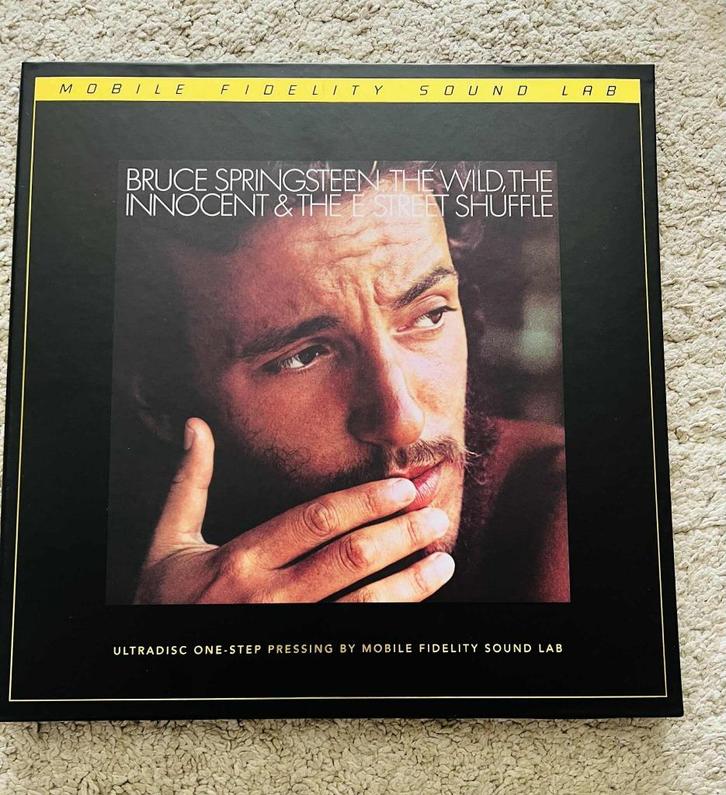 MOBILE FIDELITY SOUND LAB
BRUCE SPRINGSTEEN THE WILD, THE
INNOCENT & THE E STREET SHUFFLE
ULTRADISC ONE-STEP PRESSING BY MOBILE FIDELITY SOUND LAB